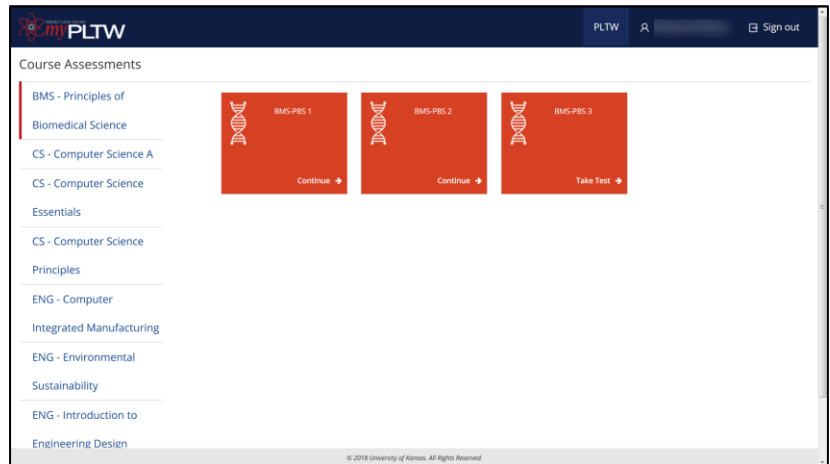 PROJECT LEAD THE WAY
myPLTW
PLTW
Sign out
Course Assessments
BMS - Principles of
Biomedical Science
CS - Computer Science A
CS - Computer Science
Essentials
CS - Computer Science
Principles
ENG - Computer
Integrated Manufacturing
ENG - Environmental
Sustainability
ENG - Introduction to
Engineering Design
BMS-PBS 1
Continue →
BMS-PBS 2
Continue →
BMS-PBS 3
Take Test →
© 2018 University of Kansas. All Rights Reserved.